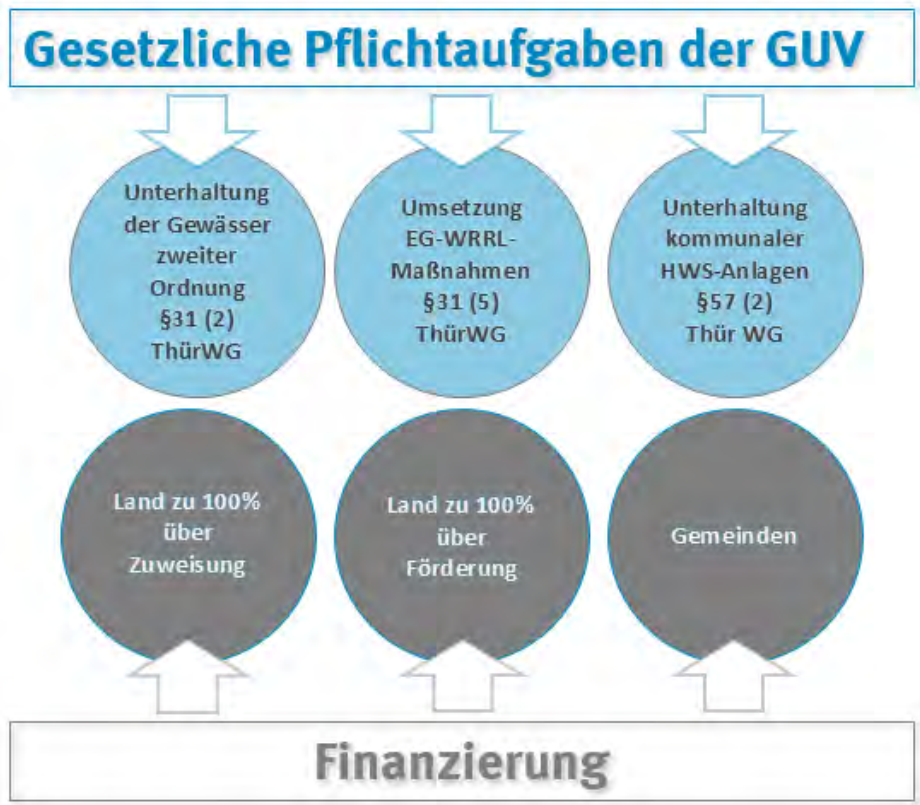 Gesetzliche Pflichtaufgaben der GUV
Unterhaltung
der Gewässer
zweiter
Ordnung
§31 (2)
ThürWG
Umsetzung
EG-WRRL-
Maßnahmen
§31 (5)
ThürWG
Unterhaltung
kommunaler
HWS-Anlagen
§57 (2)
Thür WG
Land zu 100%
über
Zuweisung
Land zu 100%
über
Förderung
Gemeinden
Finanzierung